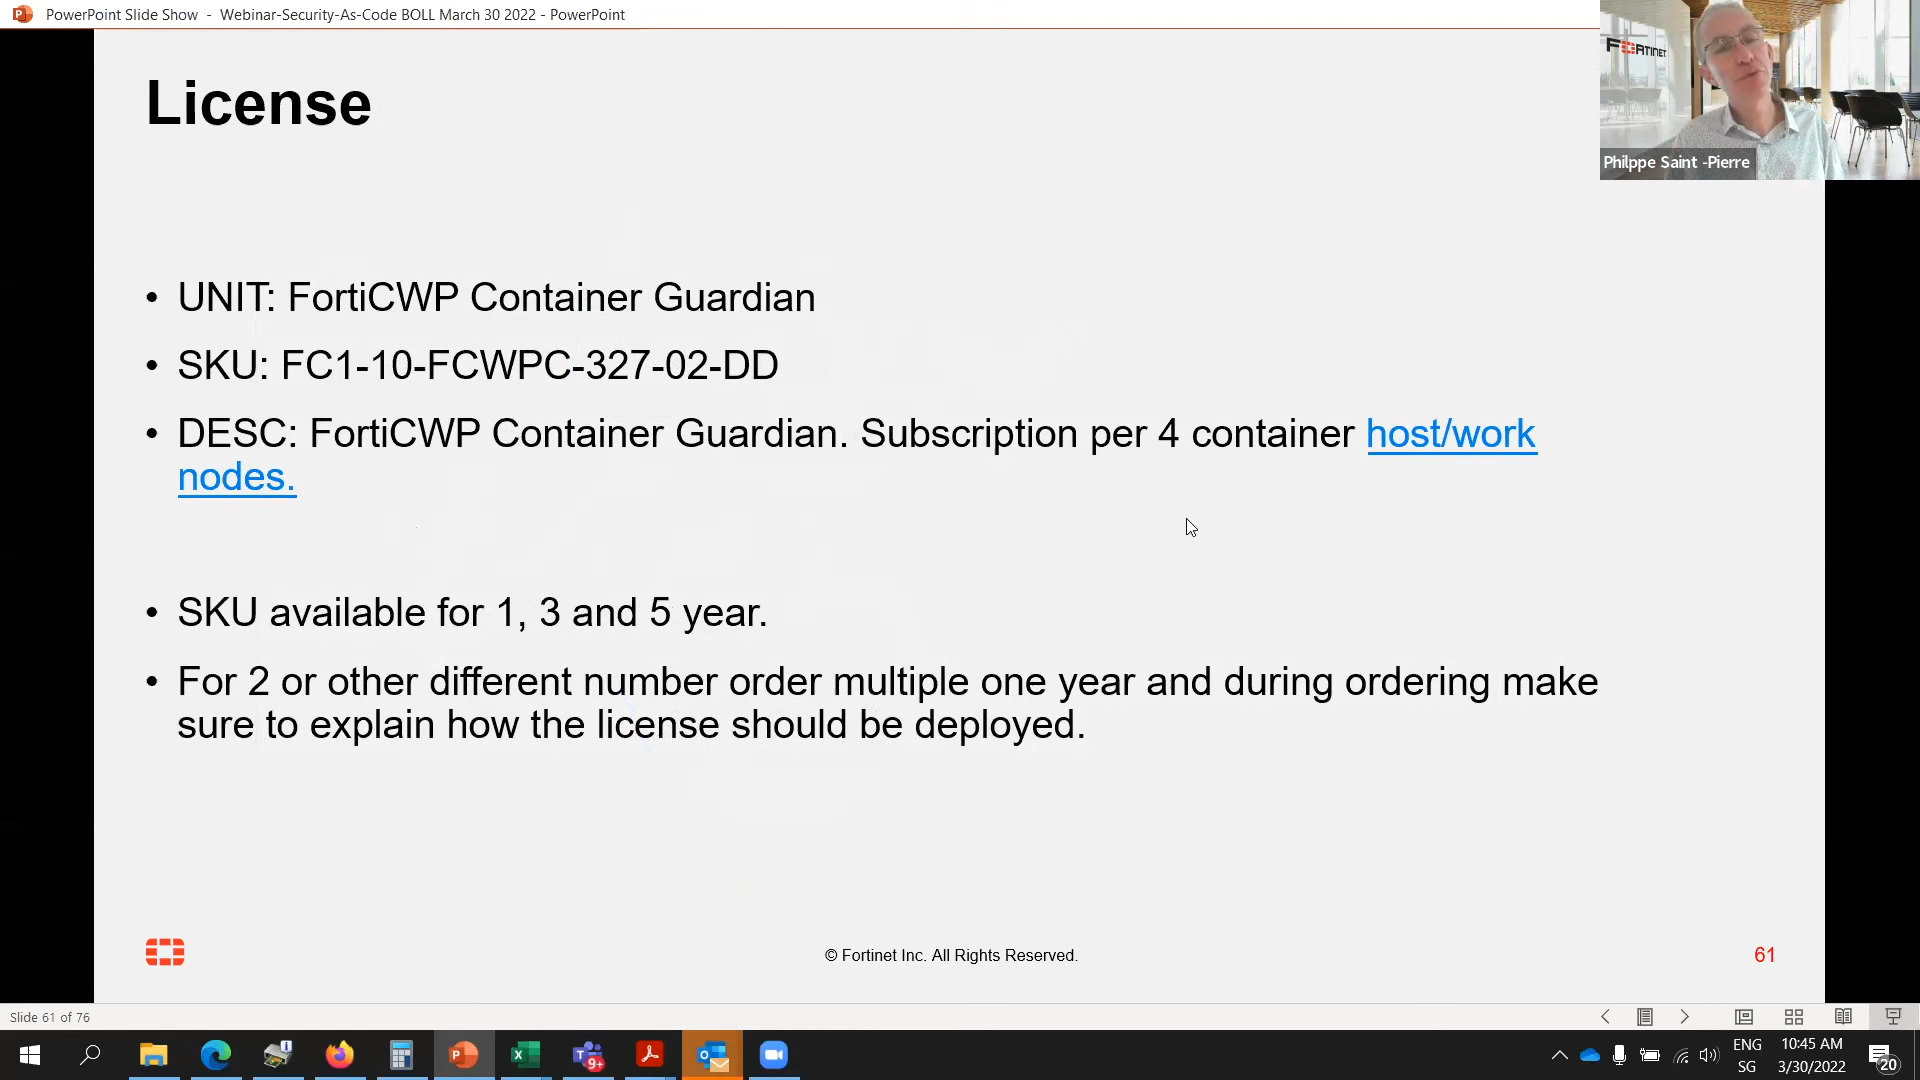 PowerPoint Slide Show - Webinar-Security-As-Code BOLL March 30 2022 - PowerPoint
FORTINET
Philppe Saint -Pierre
License
• UNIT: FortiCWP Container Guardian
• SKU: FC1-10-FCWPC-327-02-DD
• DESC: FortiCWP Container Guardian. Subscription per 4 container host/work
nodes.
• SKU available for 1, 3 and 5 year.
• For 2 or other different number order multiple one year and during ordering make
sure to explain how the license should be deployed.
© Fortinet Inc. All Rights Reserved.
61
Slide 61 of 76
9+
ENG
SG
10:45 AM
3/30/2022
20